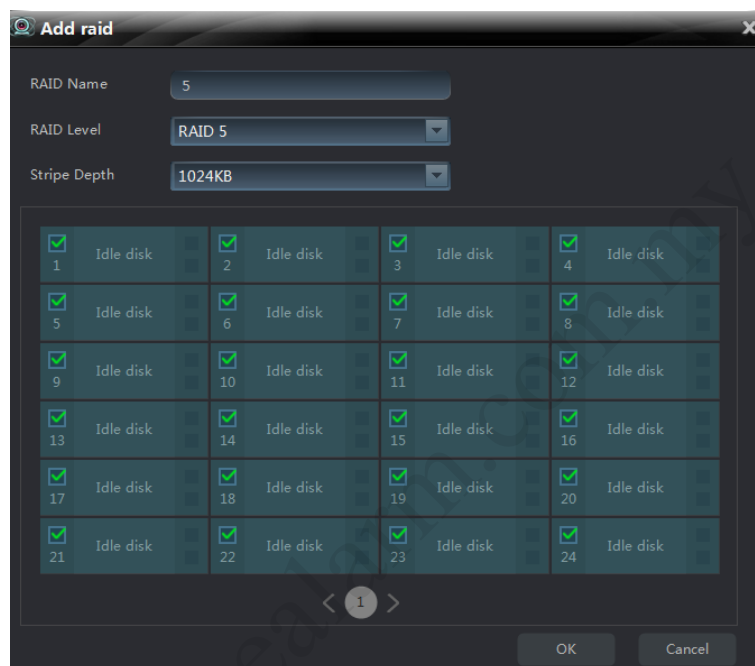 Add raid
RAID Name 5
RAID Level RAID 5
Stripe Depth 1024KB
Idle disk Idle disk Idle disk Idle disk
1 2 3 4
Idle disk Idle disk Idle disk Idle disk
5 6 7 8
Idle disk Idle disk Idle disk Idle disk
9 10 11 12
Idle disk Idle disk Idle disk Idle disk
13 14 15 16
Idle disk Idle disk Idle disk Idle disk
17 18 19 20
Idle disk Idle disk Idle disk Idle disk
21 22 23 24
< 1 >
OK Cancel
ealarm.com.my